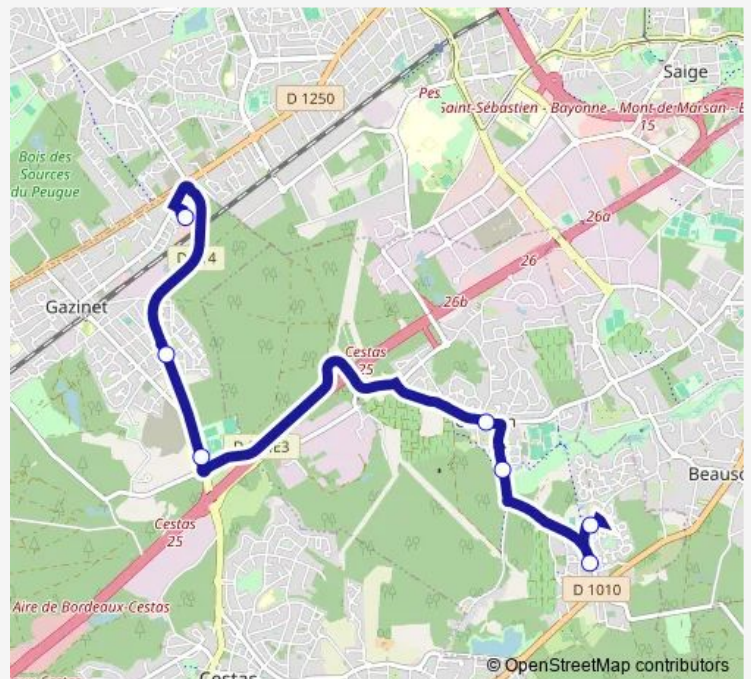 Saige
Pes
Saint-Sébastien - Bayonne - Mont-de-Marsan - 
15
D 1250
Bois des
Sources
du Peugue
26a
26
26b
Gazinet
Cestas
25
Beausc
Cestas
25
Aire de Bordeaux-Cestas
D 1010
Cestas
© OpenStreetMap contributors